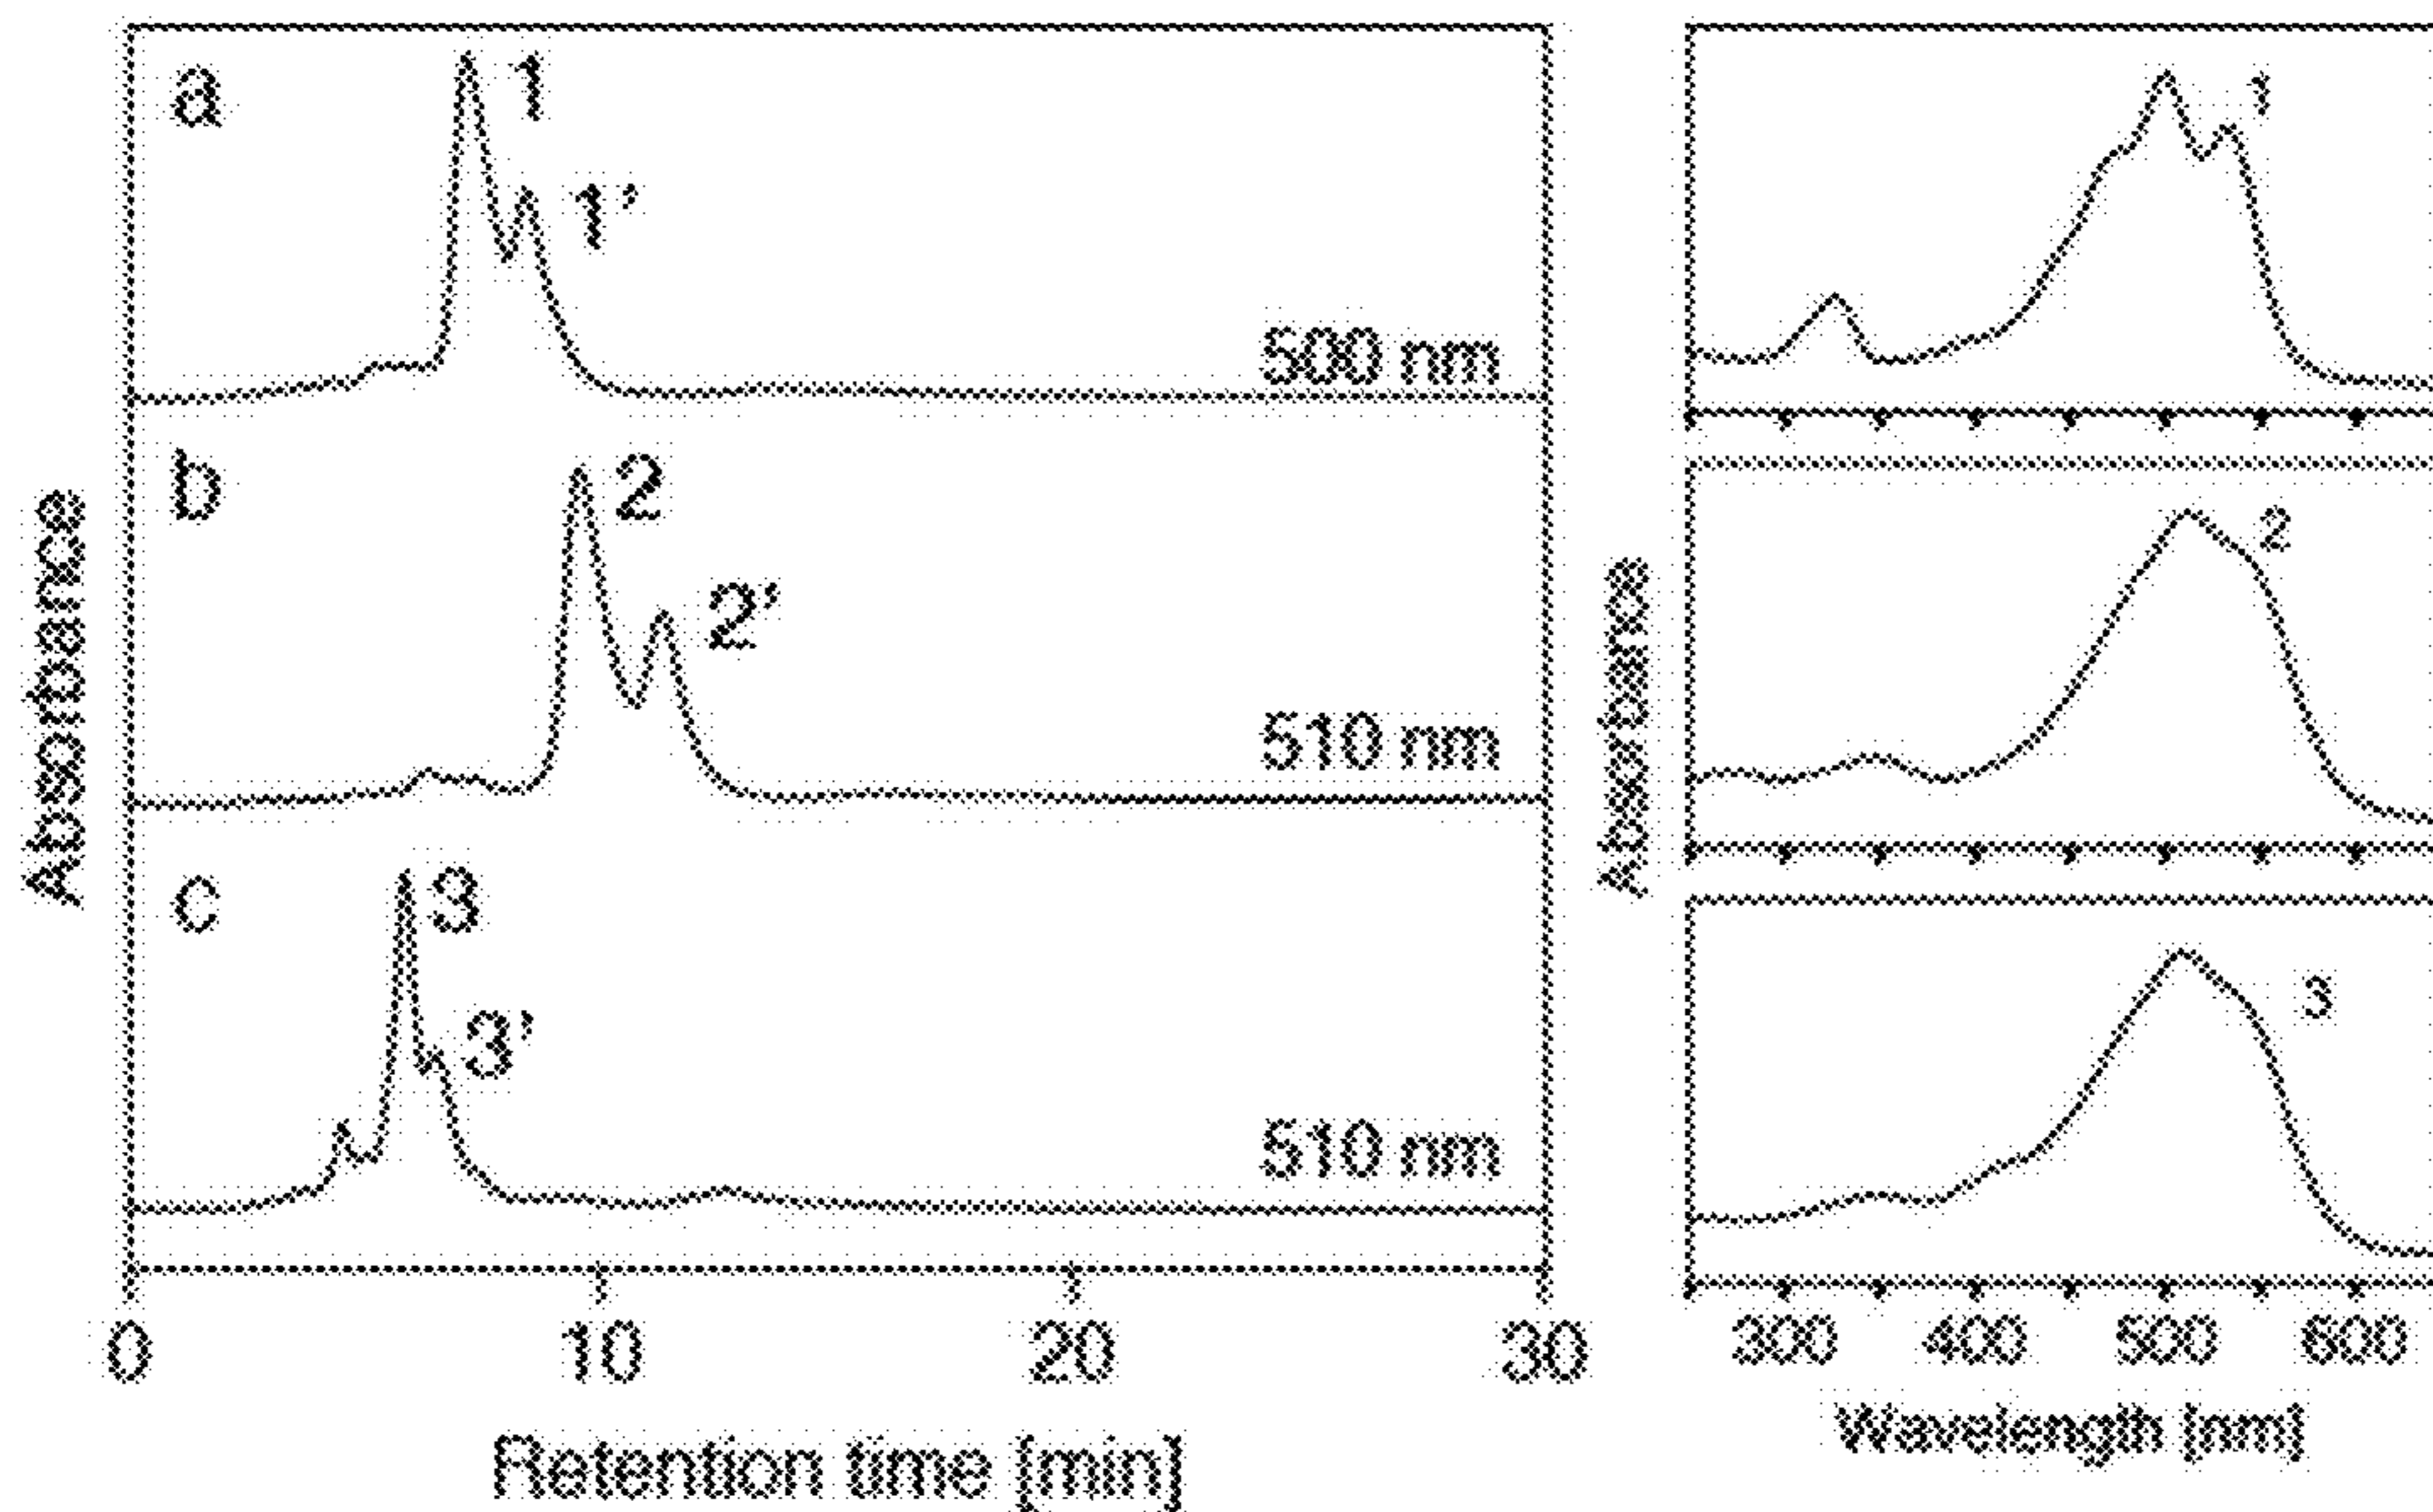 a
1
1'
500 nm
b
2
2'
510 nm
c
3
3'
510 nm
Absorbance
0 10 20 30
Retention time [min]
1
2
3
Absorbance
300 400 500 600
Wavelength [nm]